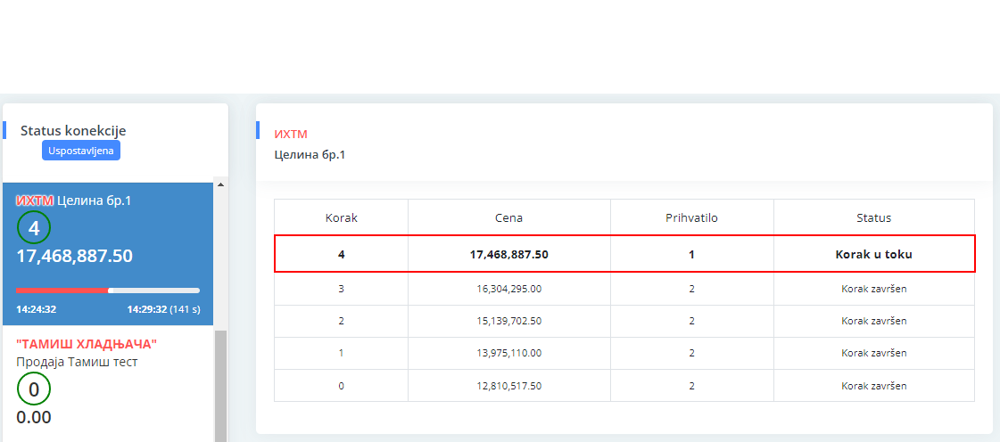 Status konekcije
Uspostavljena
ИХТМ Целина бр.1
4
17,468,887.50
14:24:32 14:29:32 (141 s)
"ТАМИШ ХЛАДЊАЧА"
Продаја Тамиш тест
0
0.00
ИХТМ
Целина бр.1
Korak Cena Prihvatilo Status
4 17,468,887.50 1 Korak u toku
3 16,304,295.00 2 Korak završen
2 15,139,702.50 2 Korak završen
1 13,975,110.00 2 Korak završen
0 12,810,517.50 2 Korak završen